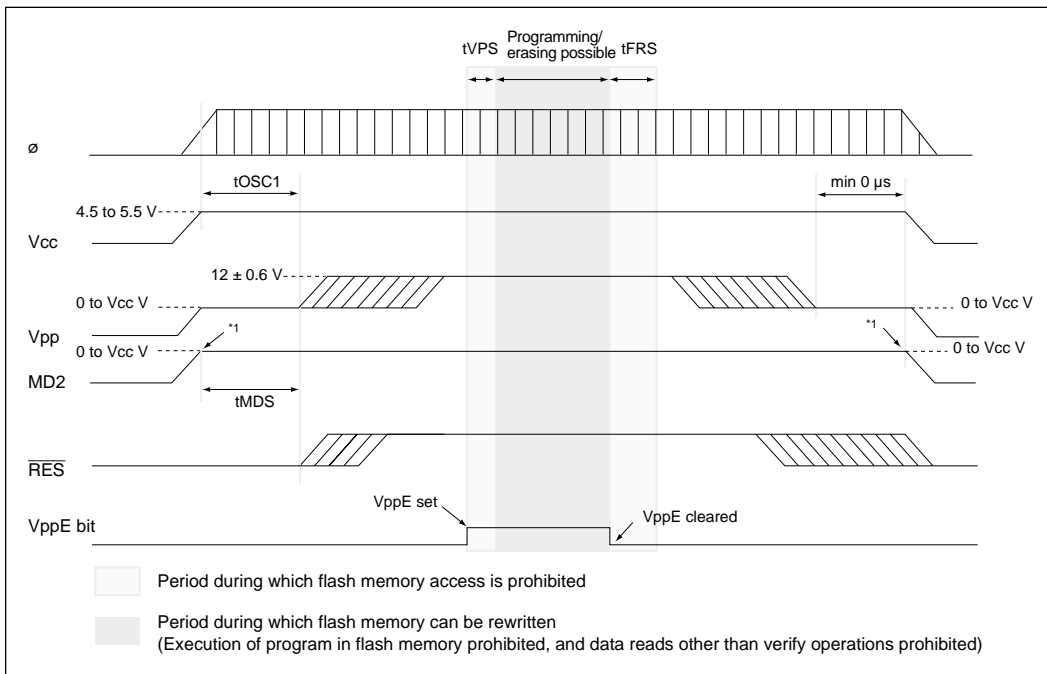 Programming/
erasing possible
tVPS
tFRS
ø
tOSC1
min 0 µs
4.5 to 5.5 V
Vcc
12 ± 0.6 V
0 to Vcc V
0 to Vcc V
Vpp
*1
*1
0 to Vcc V
0 to Vcc V
MD2
tMDS
RES
VppE set
VppE cleared
VppE bit
Period during which flash memory access is prohibited
Period during which flash memory can be rewritten
(Execution of program in flash memory prohibited, and data reads other than verify operations prohibited)